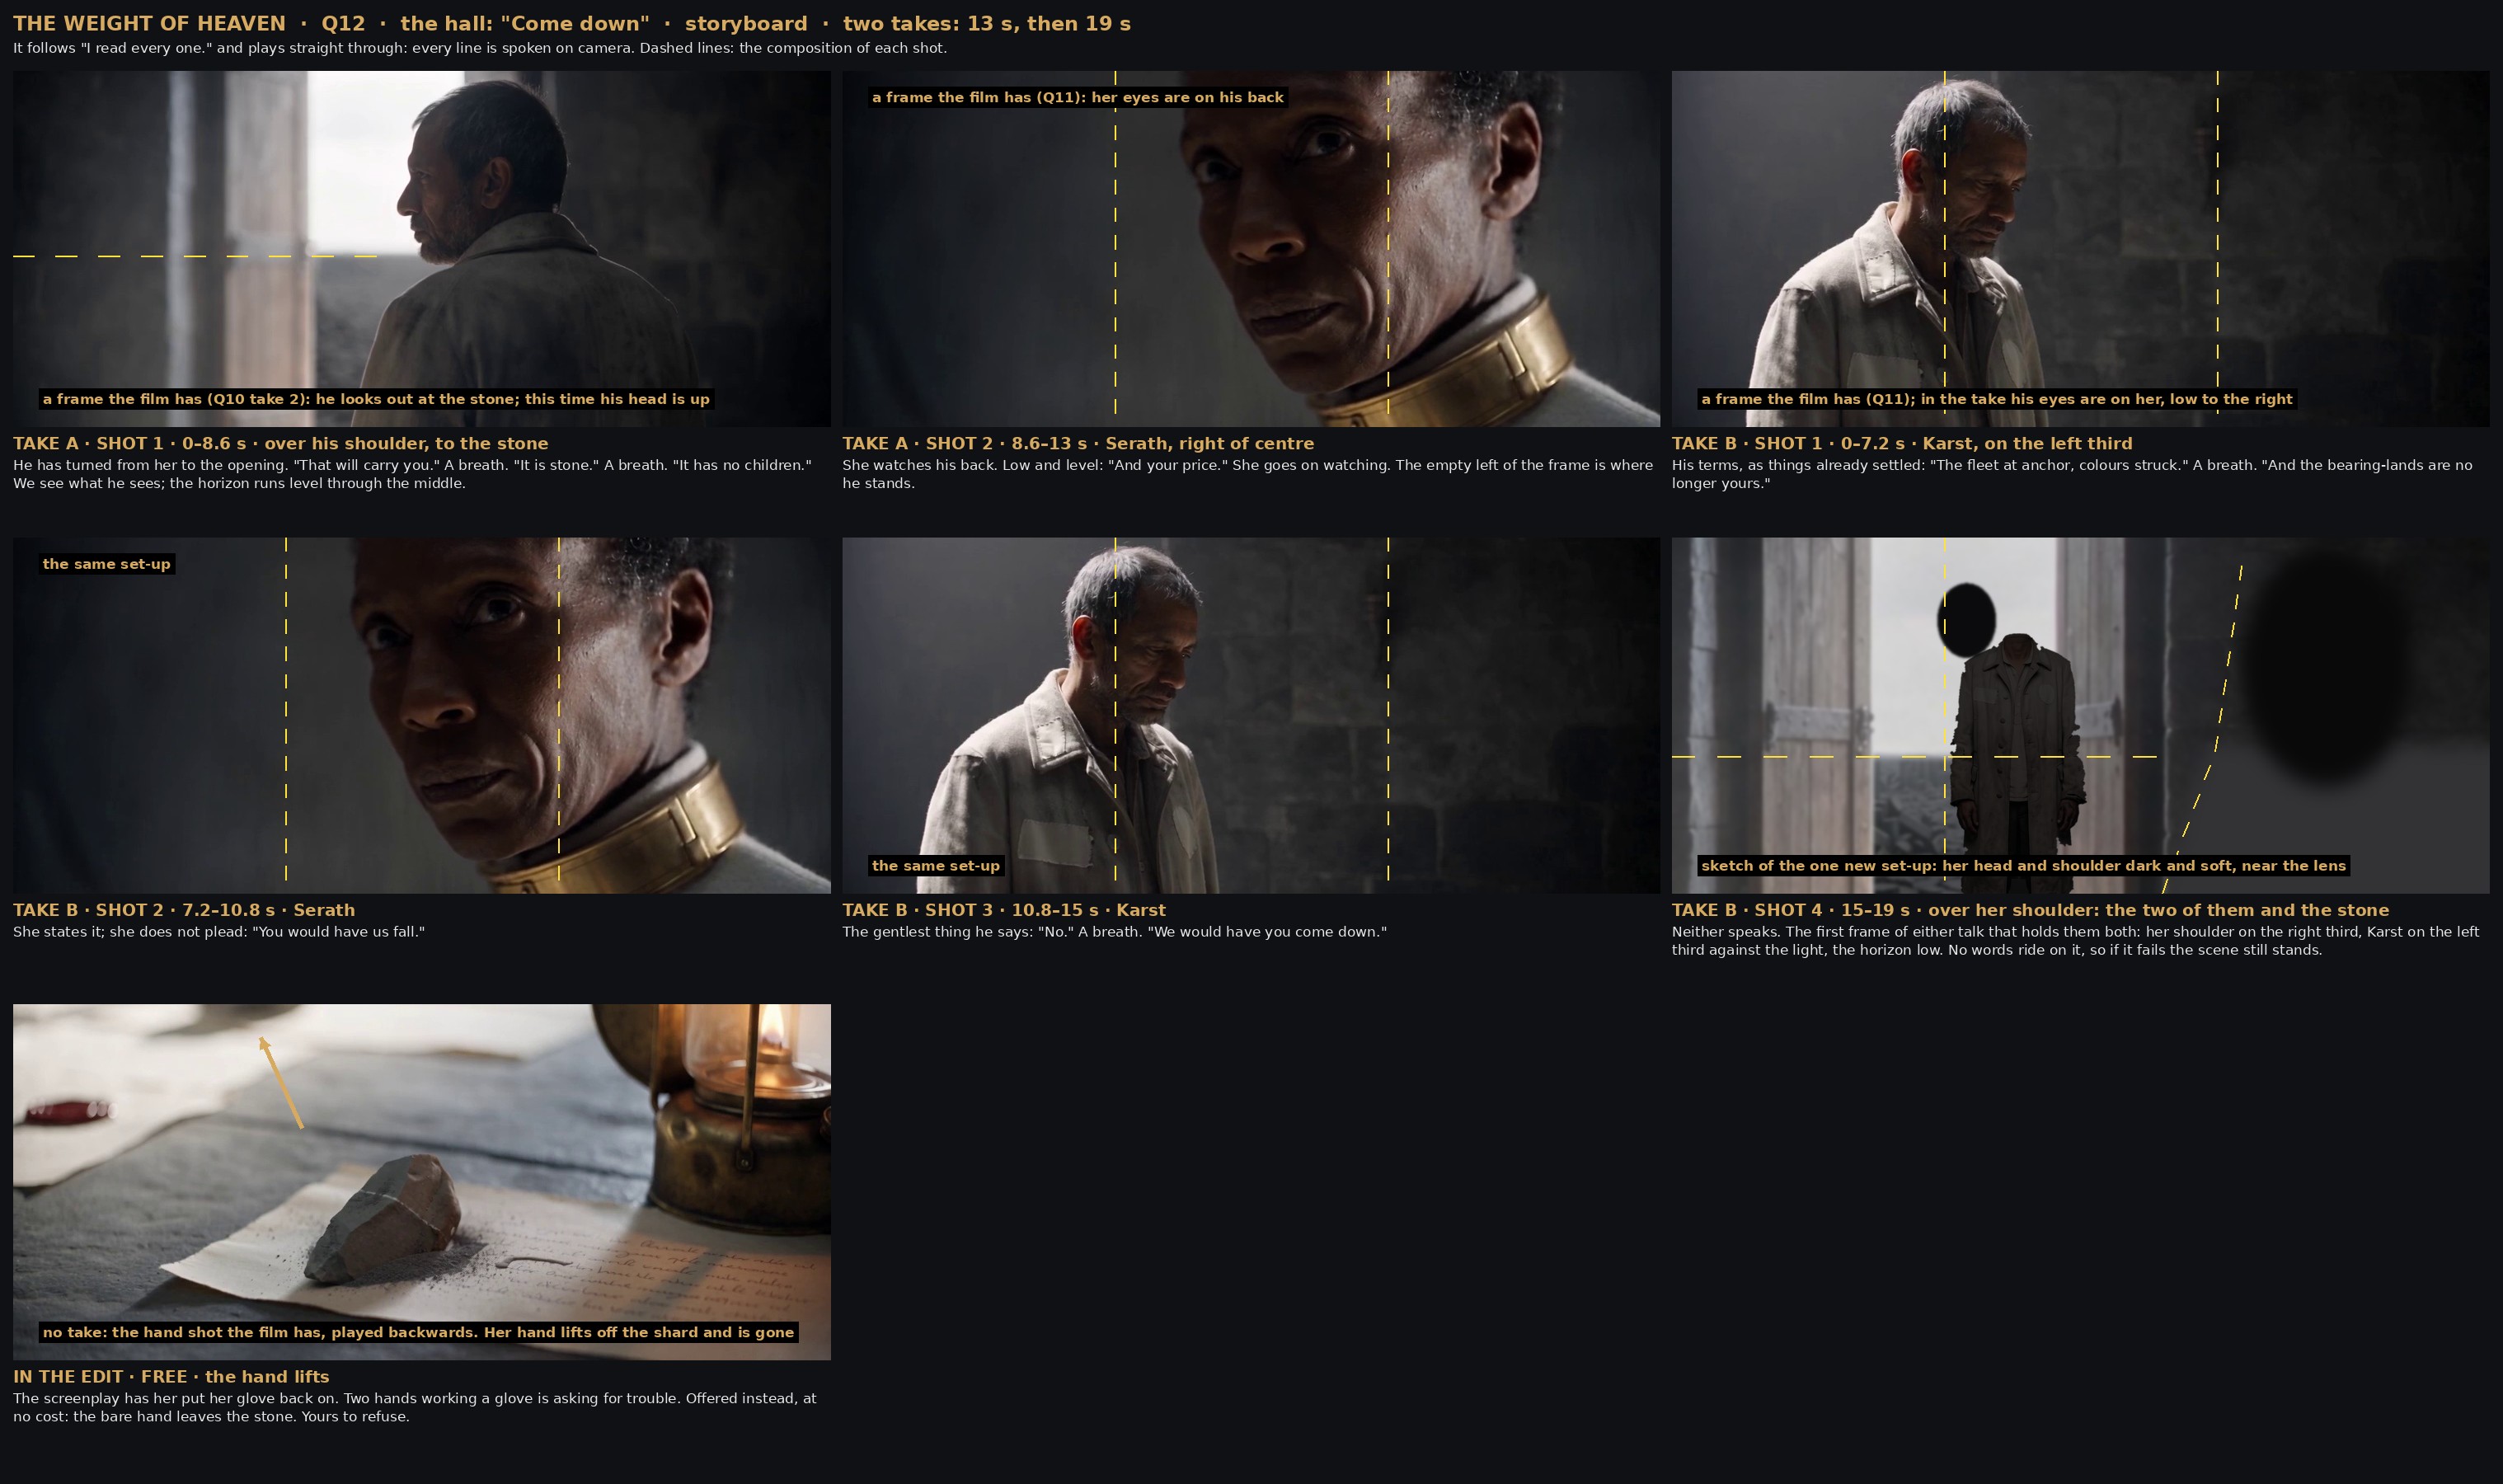 THE WEIGHT OF HEAVEN · Q12 · the hall: "Come down" · storyboard · two takes: 13 s, then 19 s
It follows "I read every one." and plays straight through: every line is spoken on camera. Dashed lines: the composition of each shot.
a frame the film has (Q10 take 2): he looks out at the stone; this time his head is up
TAKE A · SHOT 1 · 0–8.6 s · over his shoulder, to the stone
He has turned from her to the opening. "That will carry you." A breath. "It is stone." A breath. "It has no children."
We see what he sees; the horizon runs level through the middle.
a frame the film has (Q11): her eyes are on his back
TAKE A · SHOT 2 · 8.6–13 s · Serath, right of centre
She watches his back. Low and level: "And your price." She goes on watching. The empty left of the frame is where
he stands.
a frame the film has (Q11); in the take his eyes are on her, low to the right
TAKE B · SHOT 1 · 0–7.2 s · Karst, on the left third
His terms, as things already settled: "The fleet at anchor, colours struck." A breath. "And the bearing-lands are no
longer yours."
the same set-up
TAKE B · SHOT 2 · 7.2–10.8 s · Serath
She states it; she does not plead: "You would have us fall."
the same set-up
TAKE B · SHOT 3 · 10.8–15 s · Karst
The gentlest thing he says: "No." A breath. "We would have you come down."
sketch of the one new set-up: her head and shoulder dark and soft, near the lens
TAKE B · SHOT 4 · 15–19 s · over her shoulder: the two of them and the stone
Neither speaks. The first frame of either talk that holds them both: her shoulder on the right third, Karst on the left
third against the light, the horizon low. No words ride on it, so if it fails the scene still stands.
no take: the hand shot the film has, played backwards. Her hand lifts off the shard and is gone
IN THE EDIT · FREE · the hand lifts
The screenplay has her put her glove back on. Two hands working a glove is asking for trouble. Offered instead, at
no cost: the bare hand leaves the stone. Yours to refuse.